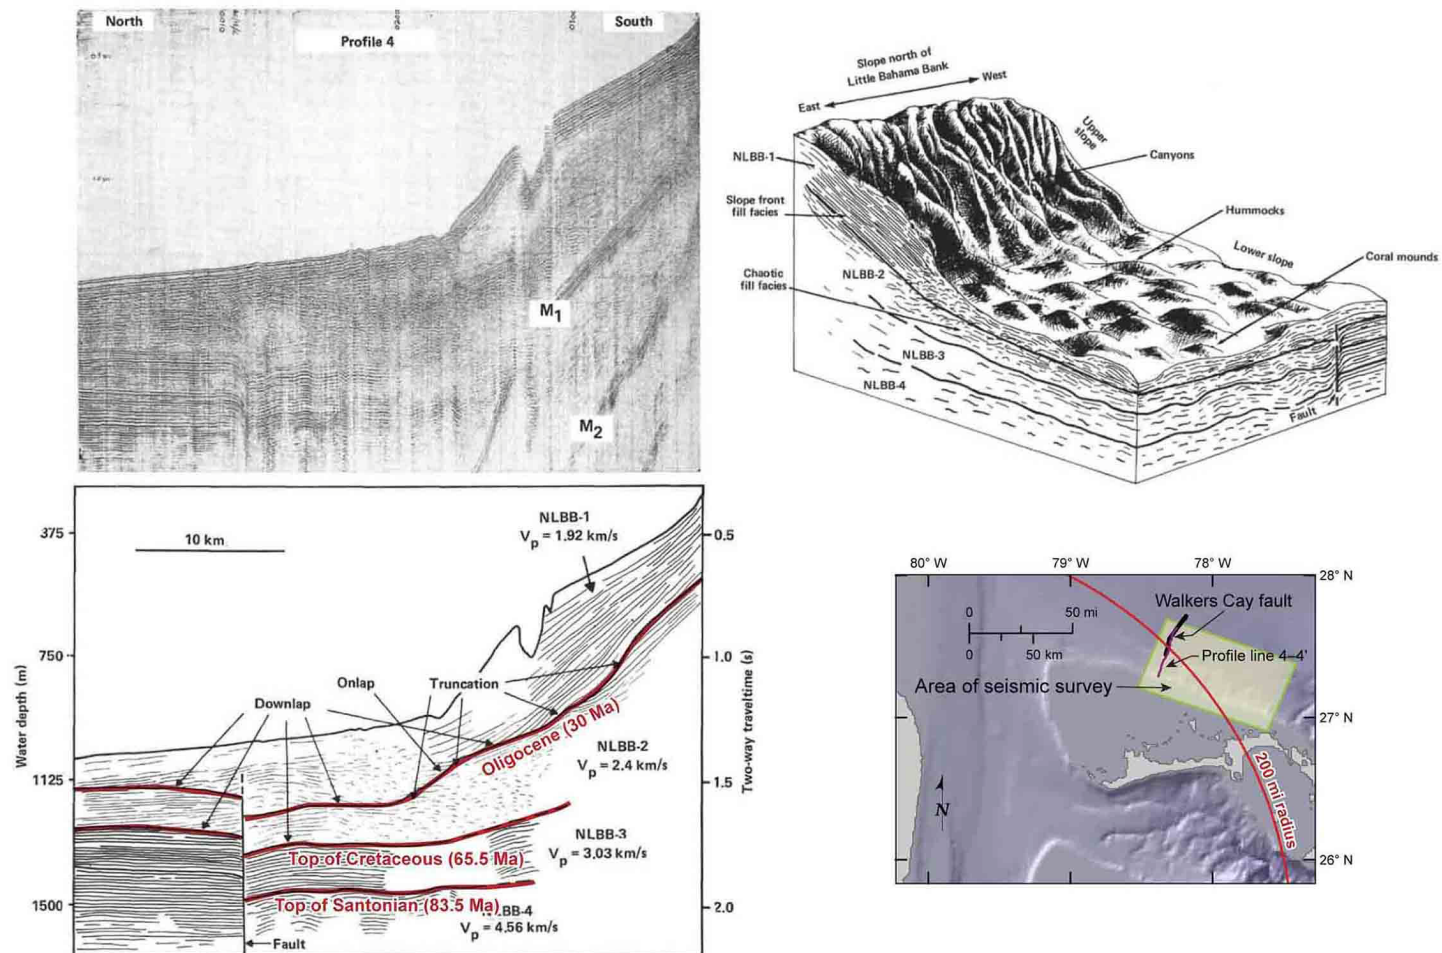 North
South
Profile 4
M1
M2
Slope north of
Little Bahama Bank
East
West
Upper
slope
NLBB-1
Canyons
Slope front
fill facies
Hummocks
Lower slope
Coral mounds
Chaotic
fill facies
NLBB-2
NLBB-3
NLBB-4
Fault
Water depth (m)
375
750
1125
1500
10 km
NLBB-1
Vp = 1.92 km/s
0.5
1.0
1.5
2.0
Two-way traveltime (s)
Onlap
Truncation
Downlap
Oligocene (30 Ma)
NLBB-2
Vp = 2.4 km/s
NLBB-3
Vp = 3.03 km/s
Top of Cretaceous (65.5 Ma)
Top of Santonian (83.5 Ma)
NLBB-4
Vp = 4.56 km/s
Fault
80° W
79° W
78° W
28° N
27° N
26° N
0
50 mi
0
50 km
Walkers Cay fault
Profile line 4–4'
Area of seismic survey
200 mi radius
N